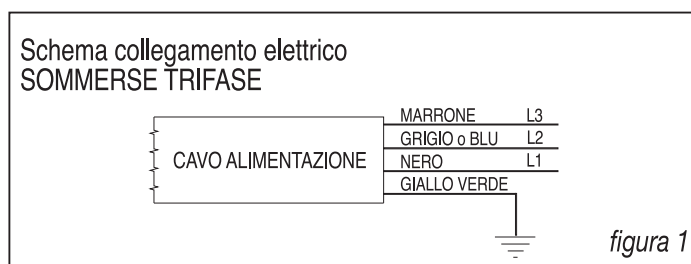 Schema collegamento elettrico
SOMMERSE TRIFASE
CAVO ALIMENTAZIONE
MARRONE L3
GRIGIO o BLU L2
NERO L1
GIALLO VERDE
figura 1